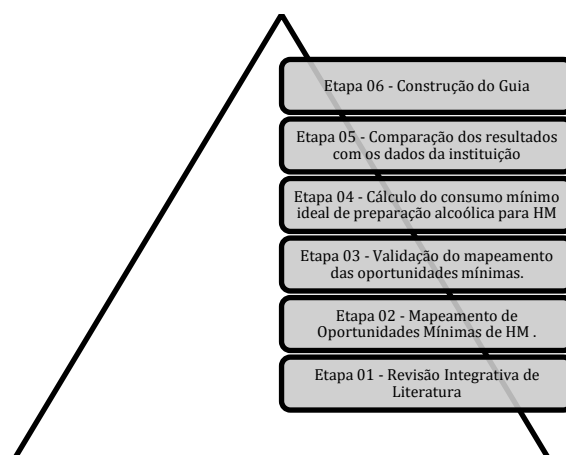 Etapa 06 - Construção do Guia
Etapa 05 - Comparação dos resultados
com os dados da instituição
Etapa 04 - Cálculo do consumo mínimo
ideal de preparação alcoólica para HM
Etapa 03 - Validação do mapeamento
das oportunidades mínimas.
Etapa 02 - Mapeamento de
Oportunidades Mínimas de HM .
Etapa 01 - Revisão Integrativa de
Literatura